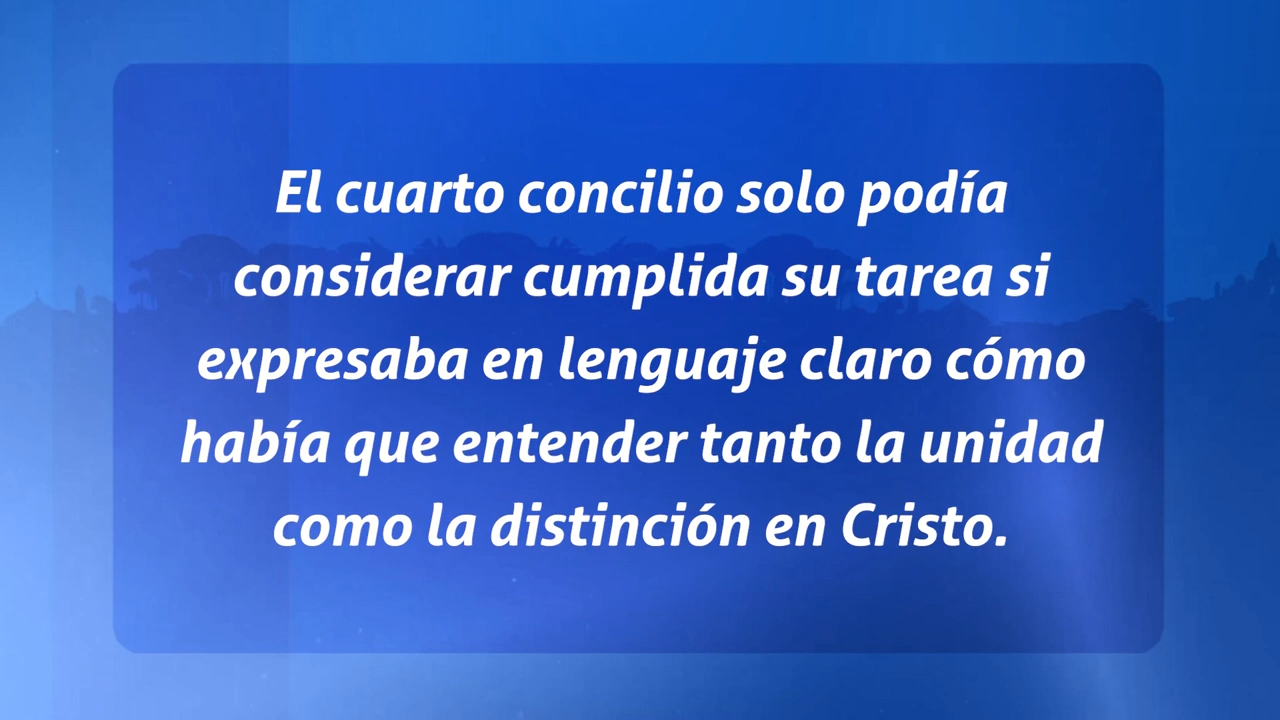 El cuarto concilio solo podía
considerar cumplida su tarea si
expresaba en lenguaje claro cómo
había que entender tanto la unidad
como la distinción en Cristo.